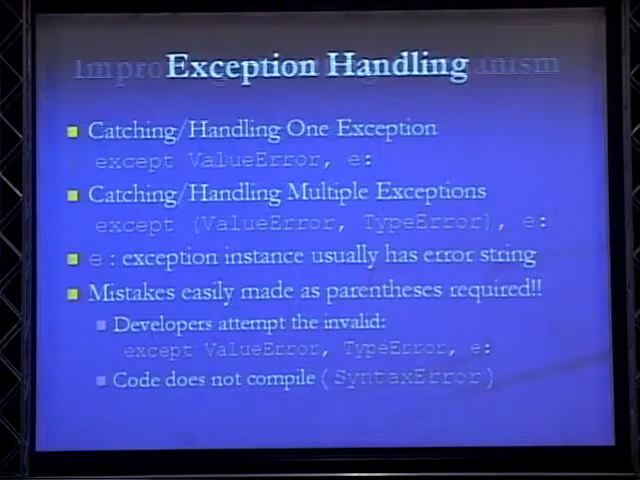 Exception Handling
Catching/Handling One Exception
except ValueError, e:
Catching/Handling Multiple Exceptions
except (ValueError, TypeError), e:
e: exception instance usually has error string
Mistakes easily made as parentheses required!!
Developers attempt the invalid:
except ValueError, TypeError, e:
Code does not compile (SyntaxError)